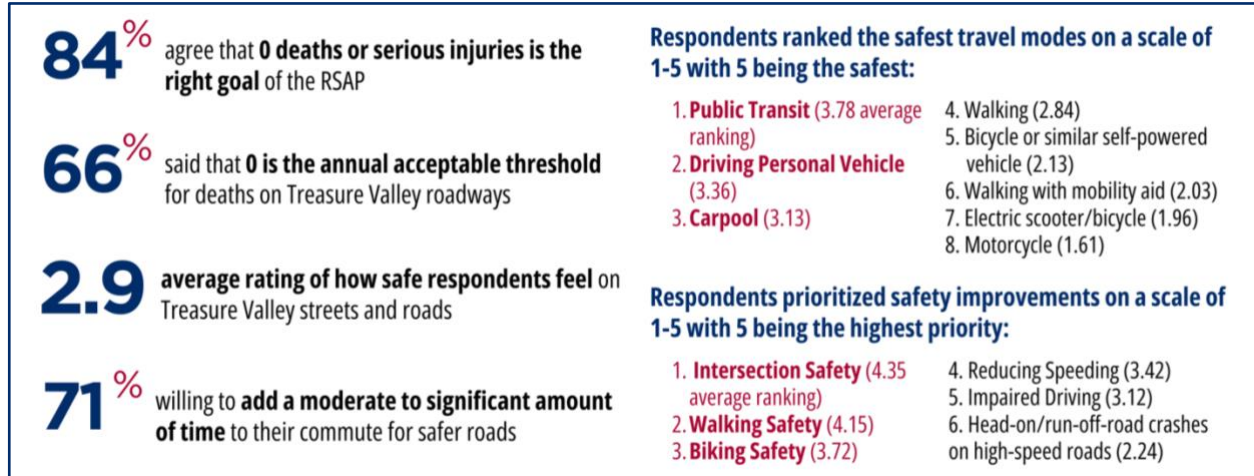 84% agree that 0 deaths or serious injuries is the
right goal of the RSAP
66% said that 0 is the annual acceptable threshold
for deaths on Treasure Valley roadways
2.9 average rating of how safe respondents feel on
Treasure Valley streets and roads
71% willing to add a moderate to significant amount
of time to their commute for safer roads
Respondents ranked the safest travel modes on a scale of
1-5 with 5 being the safest:
1. Public Transit (3.78 average
ranking)
2. Driving Personal Vehicle
(3.36)
3. Carpool (3.13)
4. Walking (2.84)
5. Bicycle or similar self-powered
vehicle (2.13)
6. Walking with mobility aid (2.03)
7. Electric scooter/bicycle (1.96)
8. Motorcycle (1.61)
Respondents prioritized safety improvements on a scale of
1-5 with 5 being the highest priority:
1. Intersection Safety (4.35
average ranking)
2. Walking Safety (4.15)
3. Biking Safety (3.72)
4. Reducing Speeding (3.42)
5. Impaired Driving (3.12)
6. Head-on/run-off-road crashes
on high-speed roads (2.24)